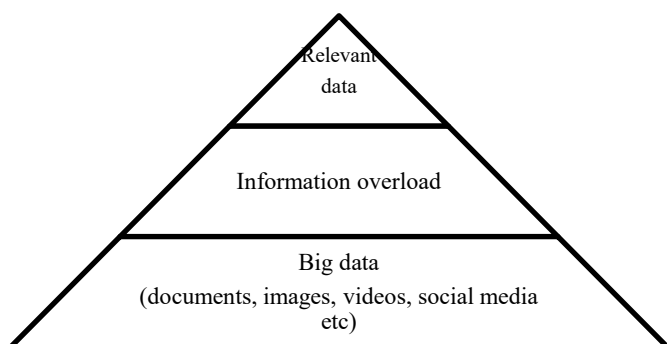 Relevant
data
Information overload
Big data
(documents, images, videos, social media
etc)